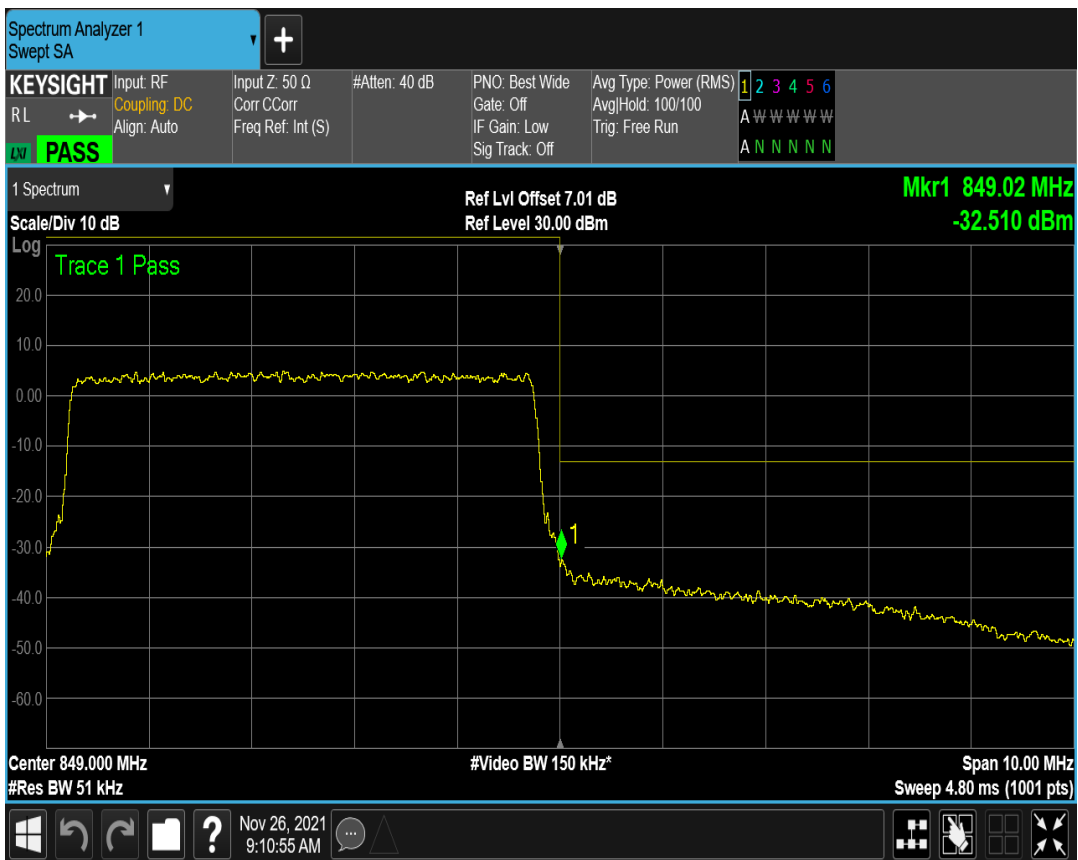 Spectrum Analyzer 1
Swept SA
+
KEYSIGHT
RL
LXI PASS
Input: RF
Coupling: DC
Align: Auto
Input Z: 50 Ω
Corr CCorr
Freq Ref: Int (S)
#Atten: 40 dB
PNO: Best Wide
Gate: Off
IF Gain: Low
Sig Track: Off
Avg Type: Power (RMS)
Avg|Hold: 100/100
Trig: Free Run
1 2 3 4 5 6
A W W W W W
A N N N N N
1 Spectrum
Scale/Div 10 dB
Ref Lvl Offset 7.01 dB
Ref Level 30.00 dBm
Mkr1 849.02 MHz
-32.510 dBm
Log
Trace 1 Pass
20.0
10.0
0.00
-10.0
-20.0
1
-30.0
-40.0
-50.0
-60.0
Center 849.000 MHz
#Res BW 51 kHz
#Video BW 150 kHz*
Span 10.00 MHz
Sweep 4.80 ms (1001 pts)
?
Nov 26, 2021
9:10:55 AM